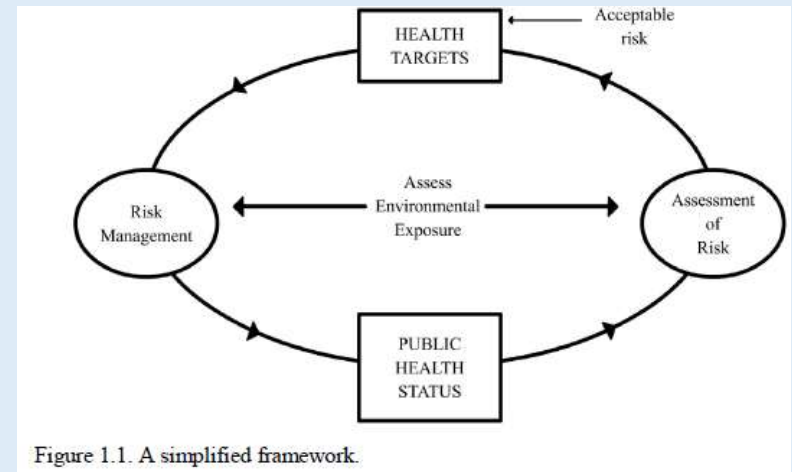 Acceptable
risk
HEALTH
TARGETS
Assess
Environmental
Exposure
Risk
Management
Assessment
of
Risk
PUBLIC
HEALTH
STATUS
Figure 1.1. A simplified framework.